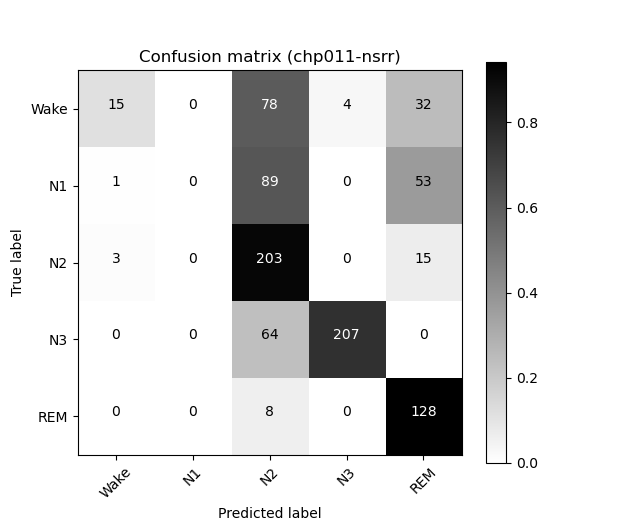 Confusion matrix (chp011-nsrr)
True label
Wake 15 0 78 4 32
N1 1 0 89 0 53
N2 3 0 203 0 15
N3 0 0 64 207 0
REM 0 0 8 0 128
Wake N1 N2 N3 REM
Predicted label
0.8
0.6
0.4
0.2
0.0